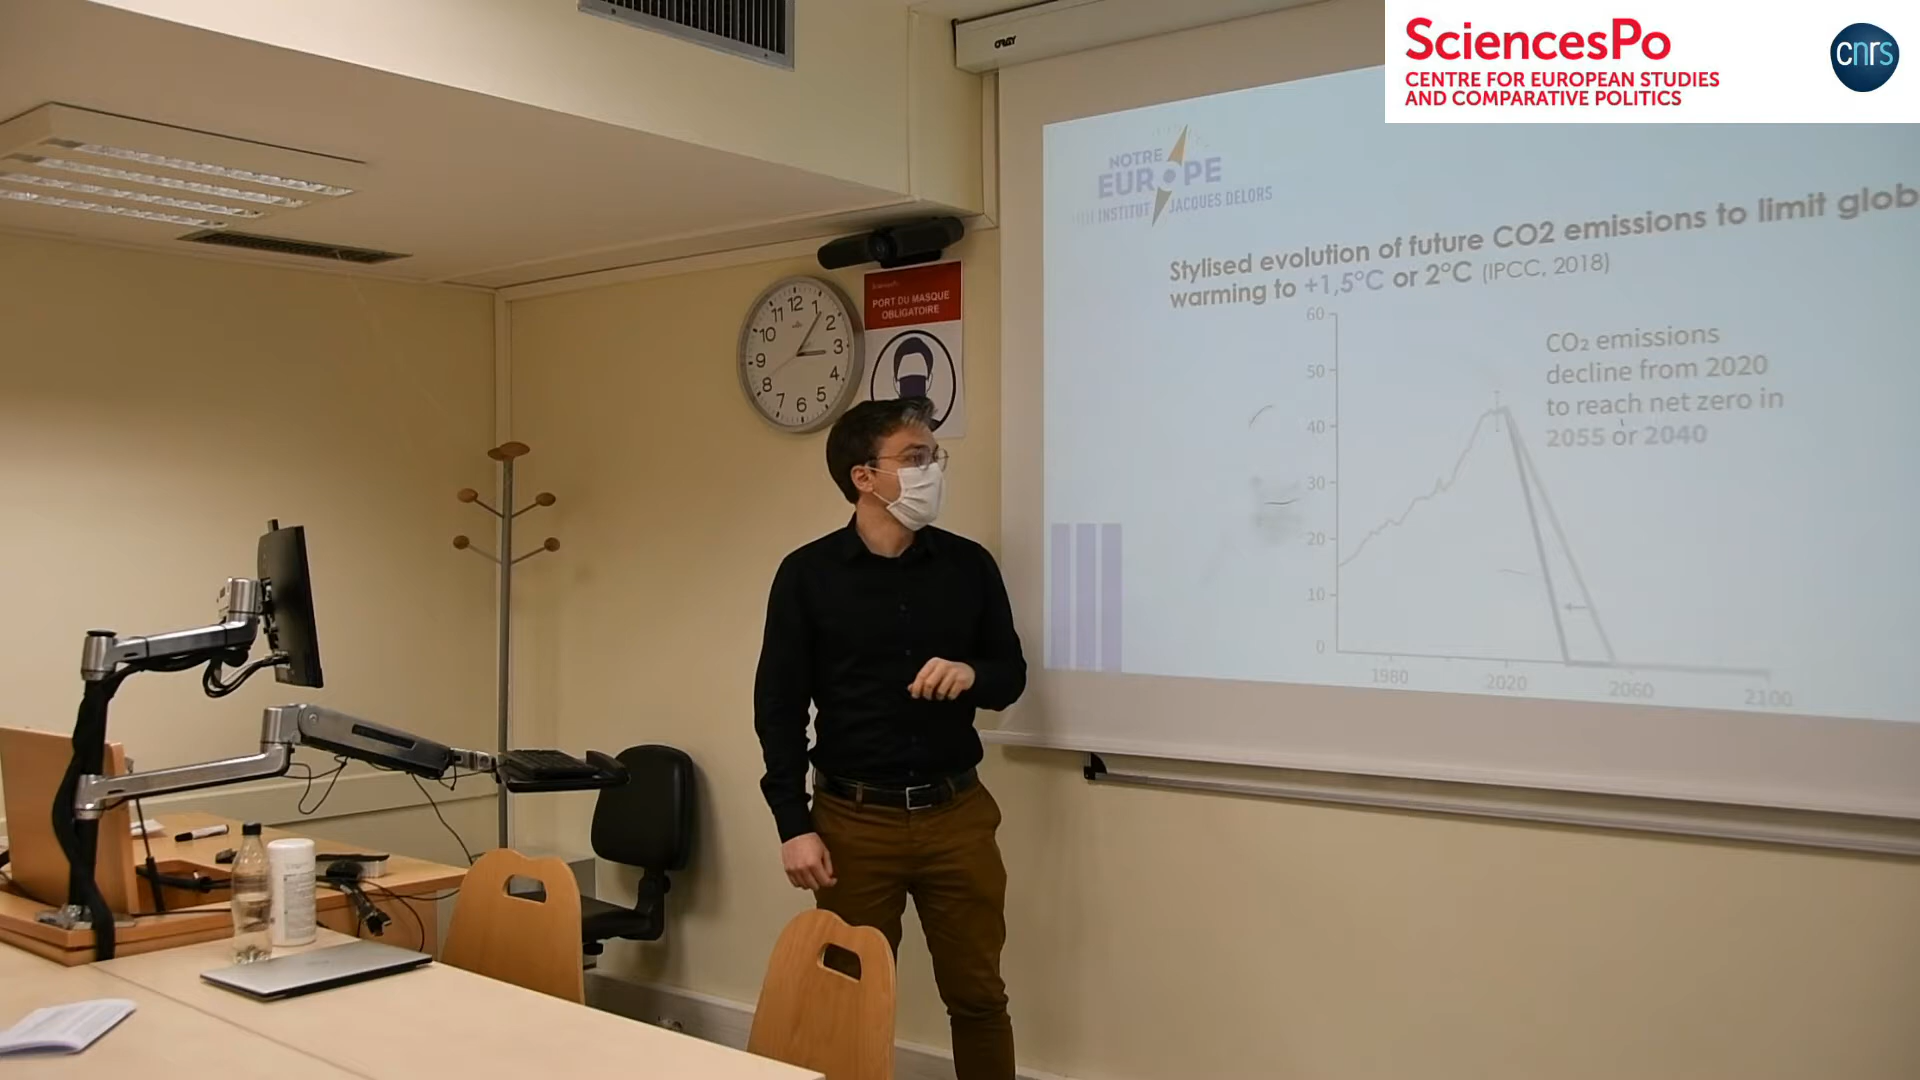 SciencesPo
CENTRE FOR EUROPEAN STUDIES
AND COMPARATIVE POLITICS
cnrs
NOTRE
EUROPE
INSTITUT JACQUES DELORS
Stylised evolution of future CO2 emissions to limit glob
warming to +1,5°C or 2°C (IPCC, 2018)
60
50
40
30
20
10
0
1980
2020
2060
2100
CO₂ emissions
decline from 2020
to reach net zero in
2055 or 2040
SciencesPo
PORT DU MASQUE
OBLIGATOIRE
12
1
2
3
4
5
6
7
8
9
10
11